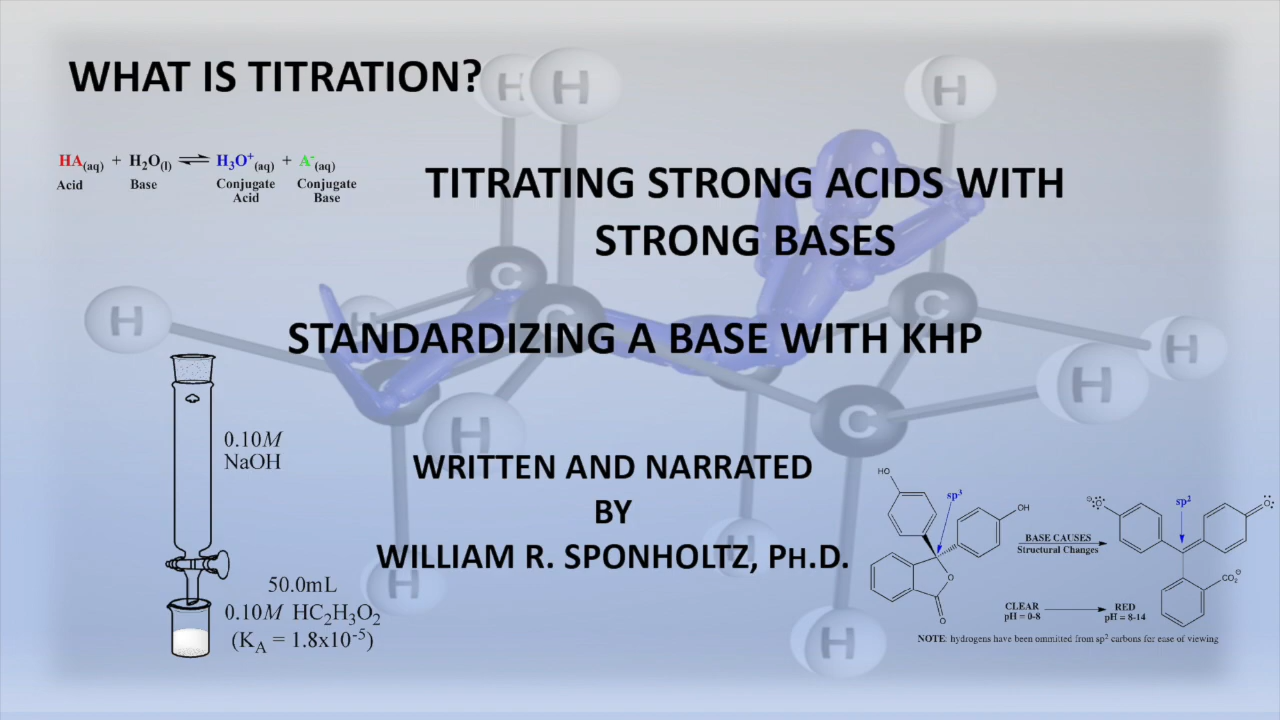 WHAT IS TITRATION?
HA(aq) + H₂O(l) ⇌ H₃O⁺(aq) + A⁻(aq)
Acid Base Conjugate Acid Conjugate Base
TITRATING STRONG ACIDS WITH
STRONG BASES
STANDARDIZING A BASE WITH KHP
0.10M
NaOH
50.0mL
0.10M HC₂H₃O₂
(K_A = 1.8x10⁻⁵)
WRITTEN AND NARRATED
BY
WILLIAM R. SPONHOLTZ, PH.D.
HO
sp³
OH
O
O
BASE CAUSES
Structural Changes
⊖O
sp²
O
CO₂⊖
CLEAR → RED
pH = 0-8 pH = 8-14
NOTE: hydrogens have been ommitted from sp² carbons for ease of viewing
H
H
H
H
H
H
H
H
H
H
H
C
C
C
C